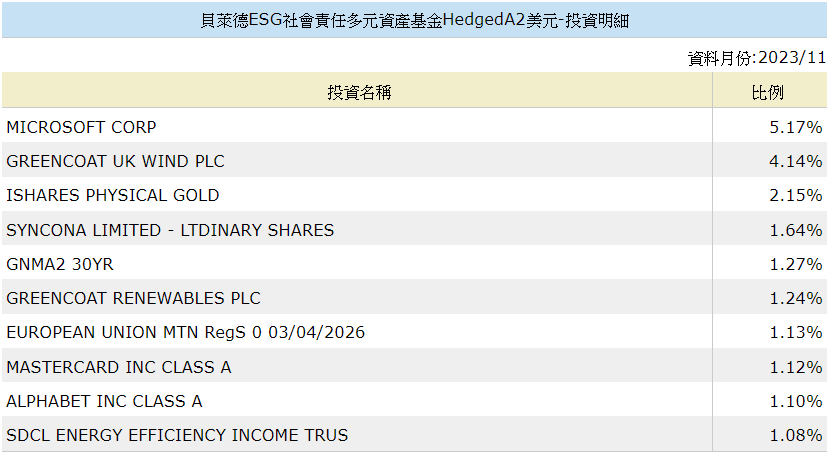 貝萊德ESG社會責任多元資產基金HedgedA2美元-投資明細
資料月份:2023/11
投資名稱 比例
MICROSOFT CORP 5.17%
GREENCOAT UK WIND PLC 4.14%
ISHARES PHYSICAL GOLD 2.15%
SYNCONA LIMITED - LTDINARY SHARES 1.64%
GNMA2 30YR 1.27%
GREENCOAT RENEWABLES PLC 1.24%
EUROPEAN UNION MTN RegS 0 03/04/2026 1.13%
MASTERCARD INC CLASS A 1.12%
ALPHABET INC CLASS A 1.10%
SDCL ENERGY EFFICIENCY INCOME TRUS 1.08%